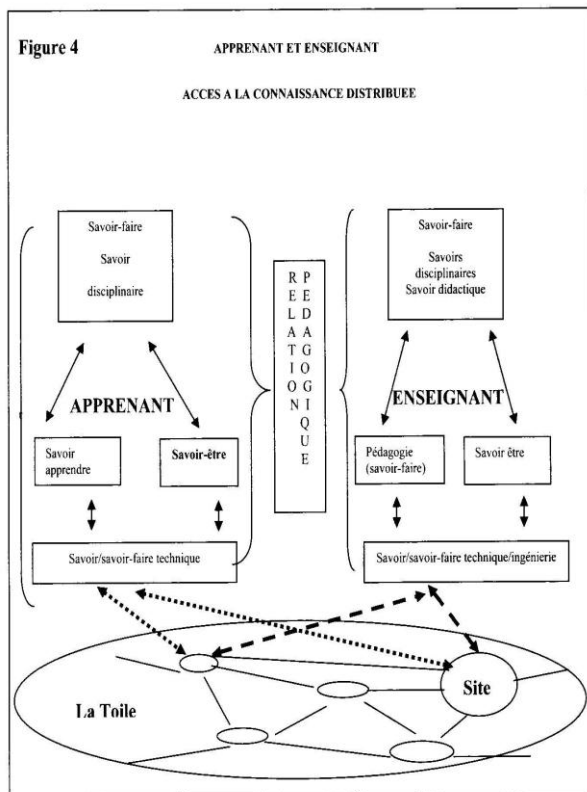 Figure 4
APPRENANT ET ENSEIGNANT
ACCES A LA CONNAISSANCE DISTRIBUEE
Savoir-faire
Savoir
disciplinaire
APPRENANT
Savoir
apprendre
Savoir-être
Savoir/savoir-faire technique
RELATION
PEDAGOGIQUE
Savoir-faire
Savoirs
disciplinaires
Savoir didactique
ENSEIGNANT
Pédagogie
(savoir-faire)
Savoir être
Savoir/savoir-faire technique/ingénierie
La Toile
Site